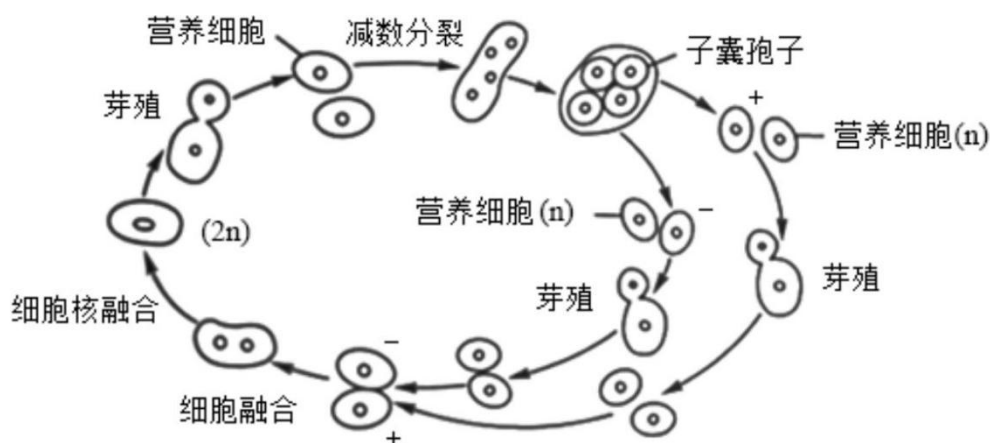 营养细胞
减数分裂
子囊孢子
芽殖
+
营养细胞(n)
营养细胞(n)
−
(2n)
芽殖
芽殖
细胞核融合
−
细胞融合
+